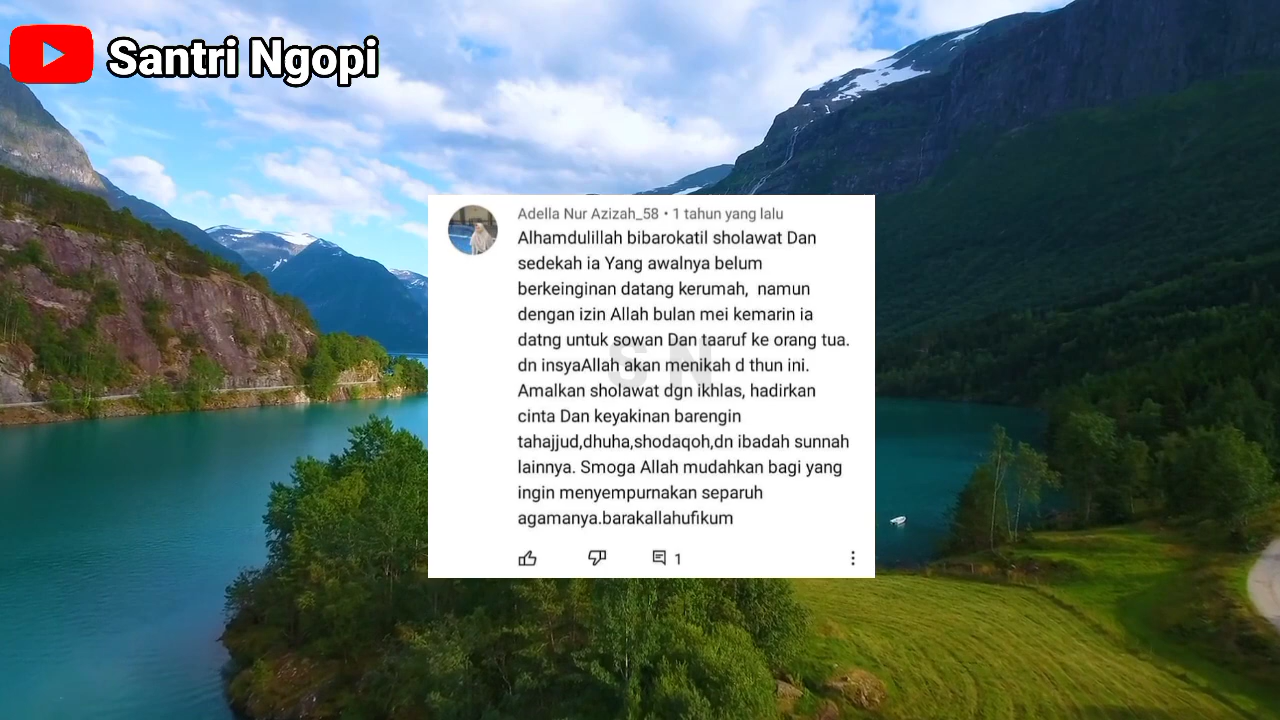 Santri Ngopi
Adella Nur Azizah_58 • 1 tahun yang lalu
Alhamdulillah bibarokatil sholawat Dan
sedekah ia Yang awalnya belum
berkeinginan datang kerumah,  namun
dengan izin Allah bulan mei kemarin ia
datng untuk sowan Dan taaruf ke orang tua.
dn insyaAllah akan menikah d thun ini.
Amalkan sholawat dgn ikhlas, hadirkan
cinta Dan keyakinan barengin
tahajjud,dhuha,shodaqoh,dn ibadah sunnah
lainnya. Smoga Allah mudahkan bagi yang
ingin menyempurnakan separuh
agamanya.barakallahufikum
1
SN